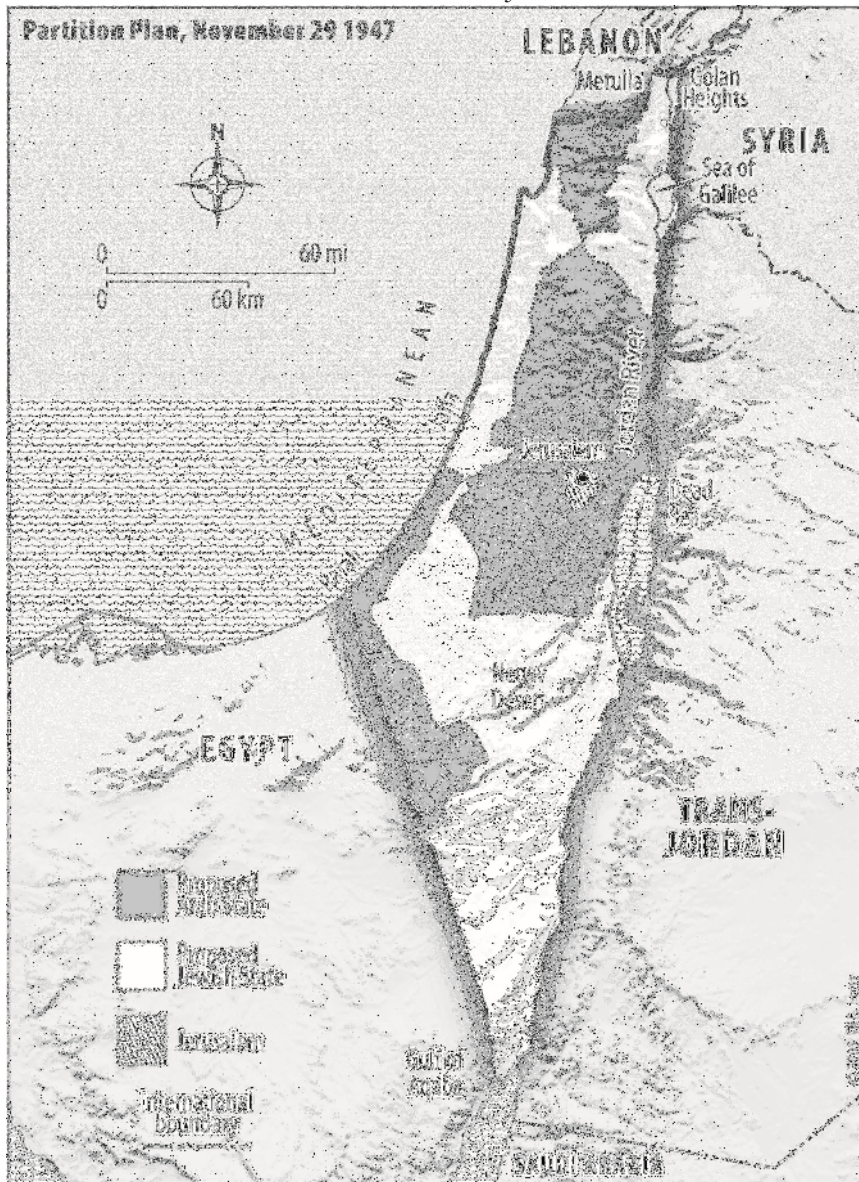 Partition Plan, November 29 1947
LEBANON
Metulla
Golan
Heights
SYRIA
Sea of
Galilee
N
0 60 mi
0 60 km
MEDITERRANEAN
Jordan River
Jerusalem
Dead
Sea
Negev
Desert
EGYPT
TRANS-
JORDAN
Proposed
Arab State
Proposed
Jewish State
Jerusalem
International
boundary
Gulf of
Aqaba
SAUDI ARABIA